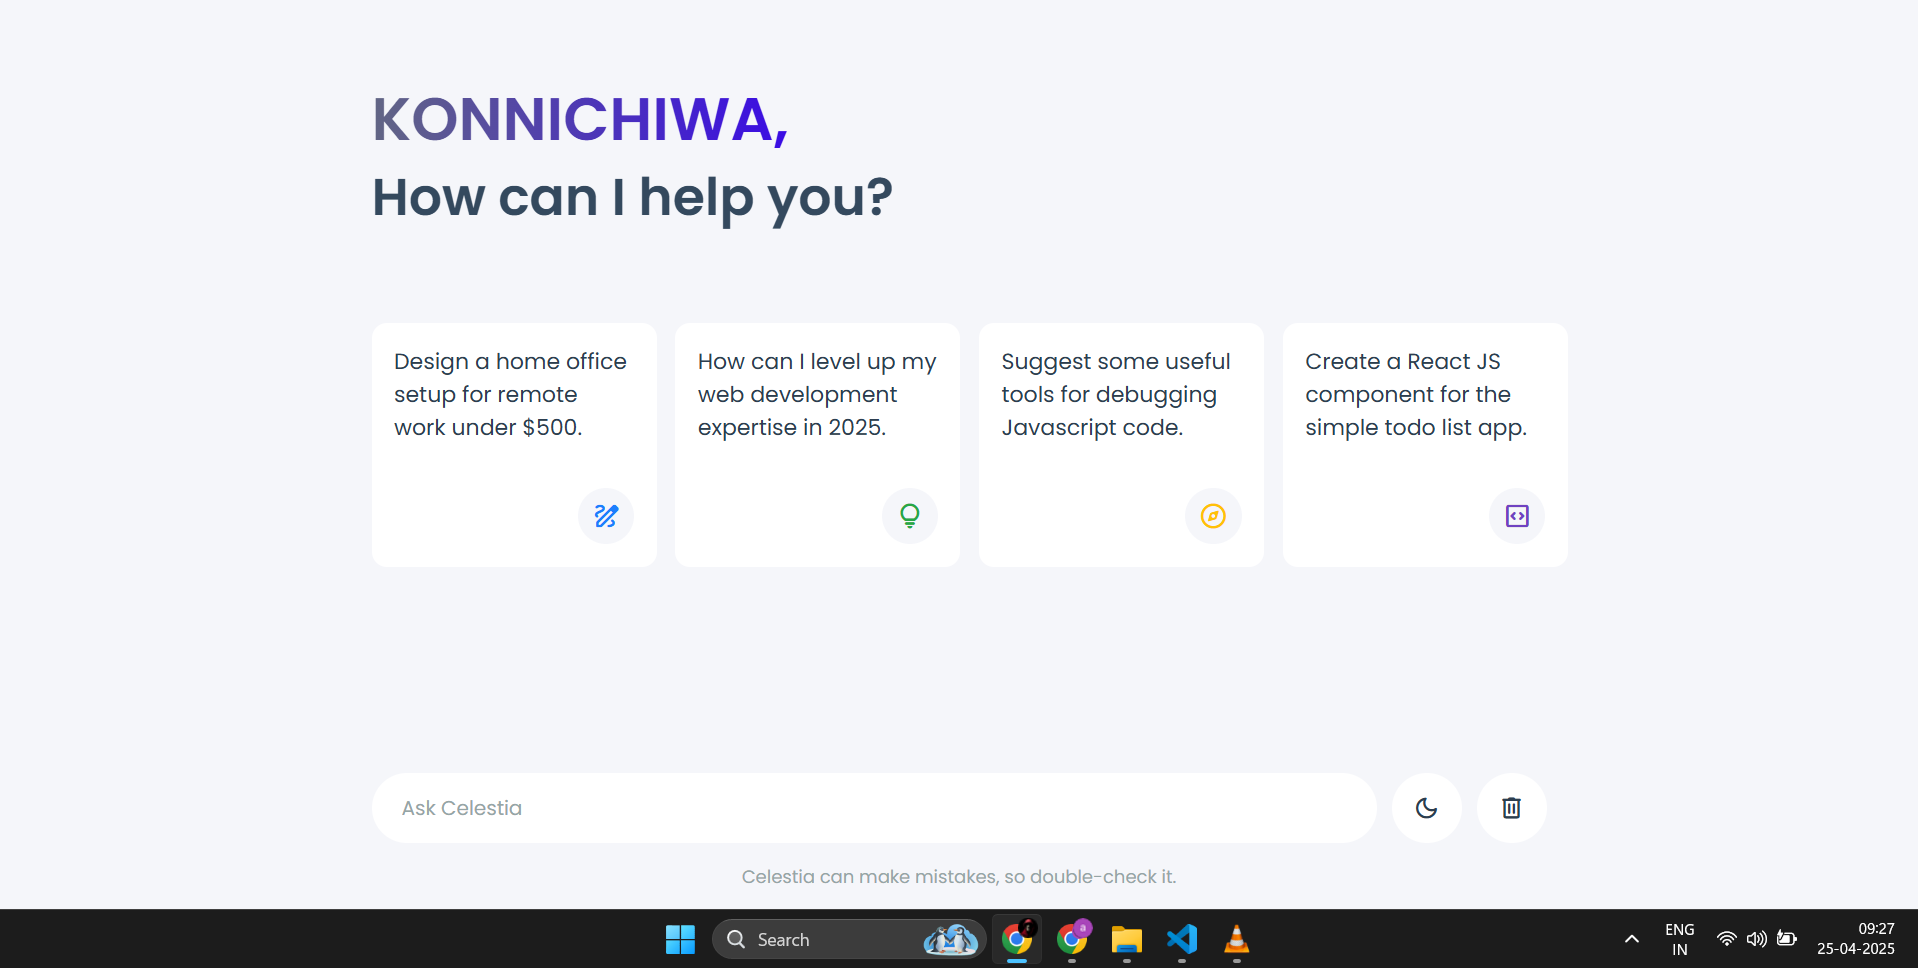 KONNICHIWA,
How can I help you?
Design a home office
setup for remote
work under $500.
How can I level up my
web development
expertise in 2025.
Suggest some useful
tools for debugging
Javascript code.
Create a React JS
component for the
simple todo list app.
Ask Celestia
Celestia can make mistakes, so double-check it.
Search
a
ENG
IN
09:27
25-04-2025